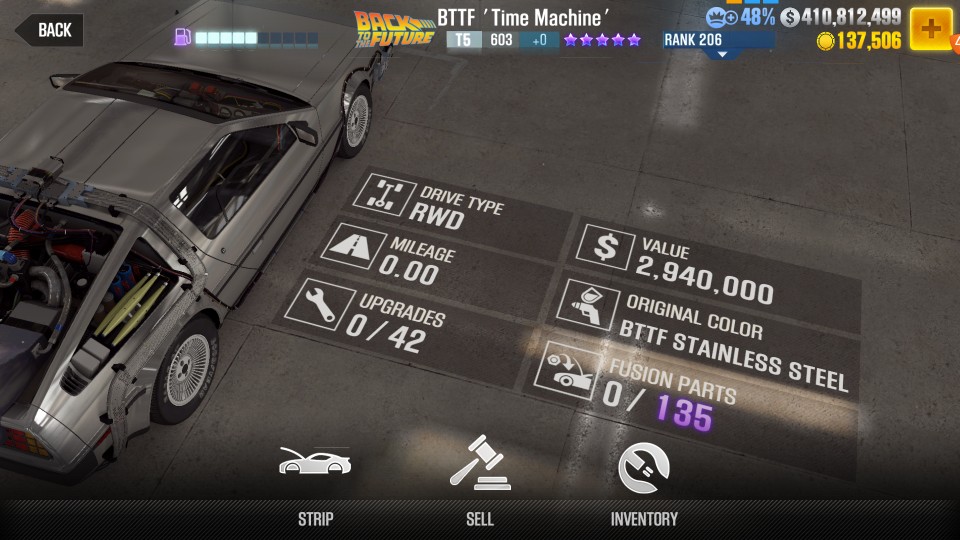 BACK
BACK TO THE FUTURE
BTTF 'Time Machine'
T5 603 +0
RANK 206
48%
$ 410,812,499
137,506
DRIVE TYPE
RWD
MILEAGE
0.00
UPGRADES
0/42
$ VALUE
2,940,000
ORIGINAL COLOR
BTTF STAINLESS STEEL
FUSION PARTS
0/135
STRIP
SELL
INVENTORY